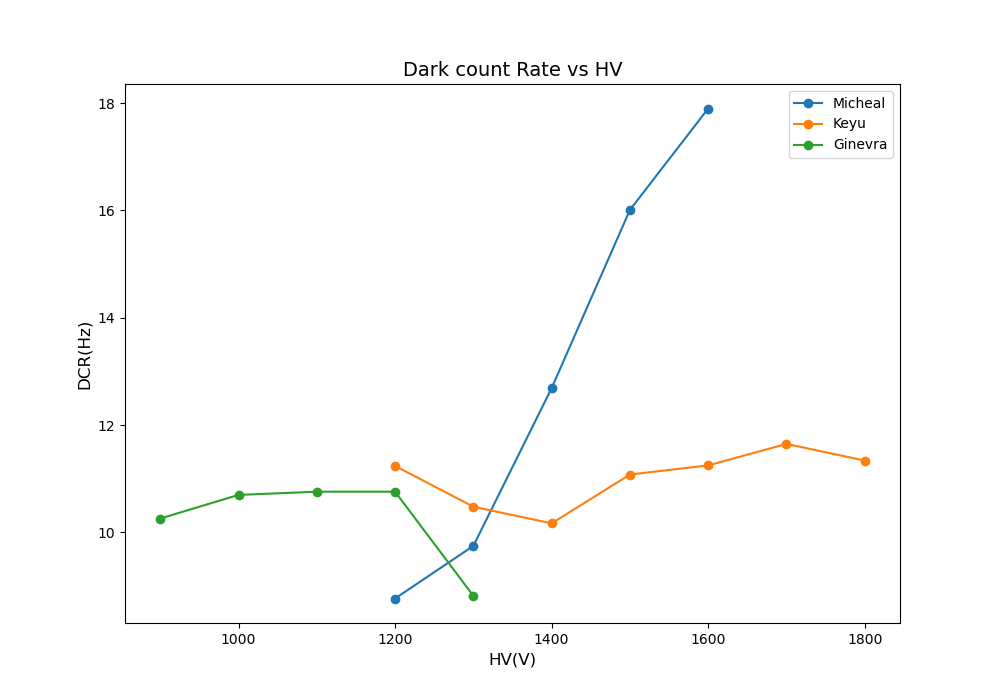 Dark count Rate vs HV
Micheal
Keyu
Ginevra
18
16
14
12
10
DCR(Hz)
1000 1200 1400 1600 1800
HV(V)